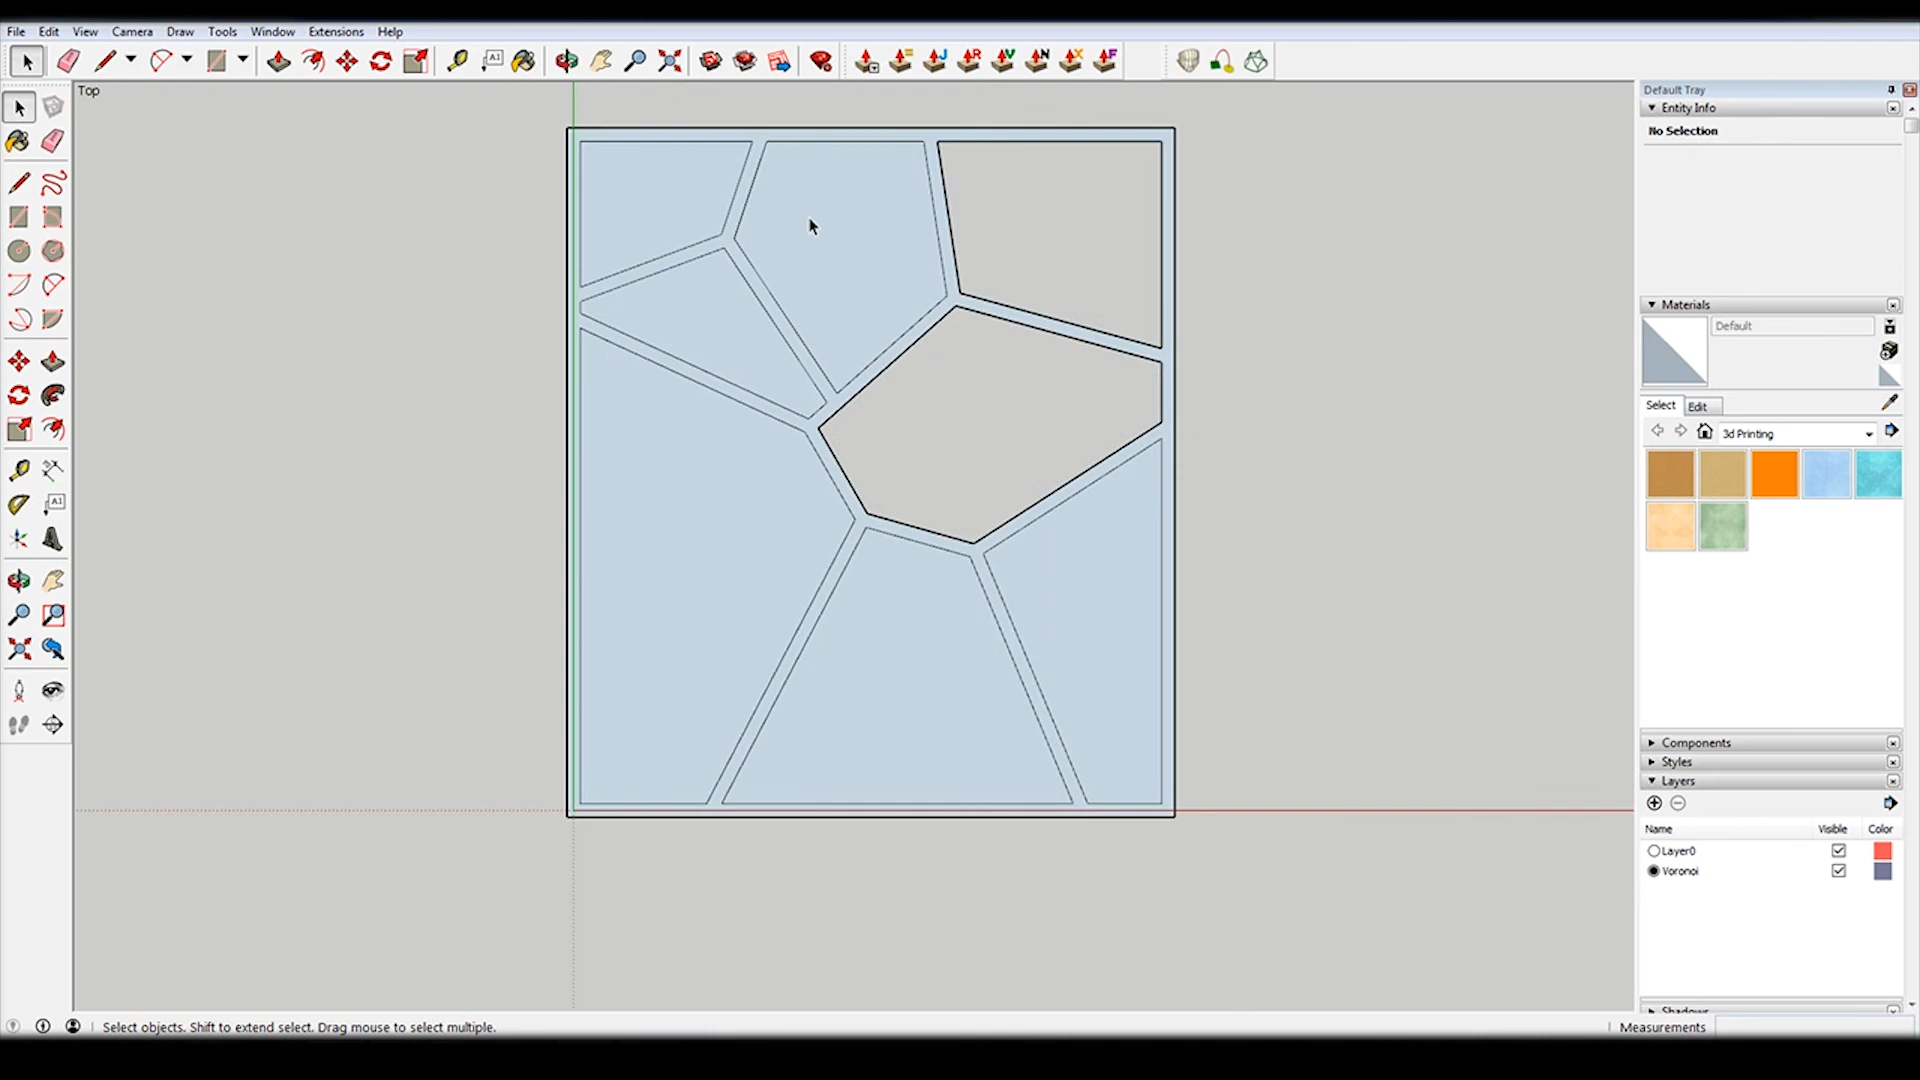 File Edit View Camera Draw Tools Window Extensions Help
Top
Default Tray
Entity Info
No Selection
Materials
Default
Select Edit
3d Printing
Components
Styles
Layers
Name Visible Color
Layer0
Voronoi
Shadows
Select objects. Shift to extend select. Drag mouse to select multiple.
Measurements